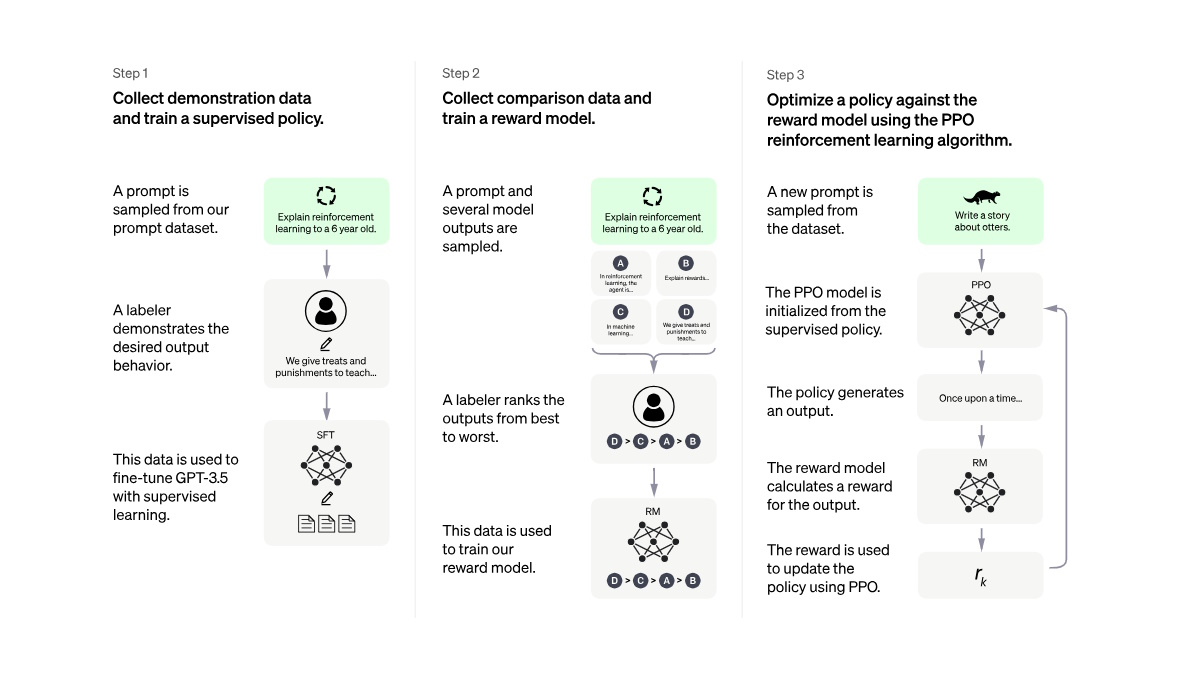 Step 1
Collect demonstration data
and train a supervised policy.
A prompt is
sampled from our
prompt dataset.
Explain reinforcement
learning to a 6 year old.
A labeler
demonstrates the
desired output
behavior.
We give treats and
punishments to teach...
This data is used to
fine-tune GPT-3.5
with supervised
learning.
SFT
Step 2
Collect comparison data and
train a reward model.
A prompt and
several model
outputs are
sampled.
Explain reinforcement
learning to a 6 year old.
A
In reinforcement
learning, the
agent is...
B
Explain rewards...
C
In machine
learning...
D
We give treats and
punishments to
teach...
A labeler ranks the
outputs from best
to worst.
D > C > A > B
This data is used
to train our
reward model.
RM
D > C > A > B
Step 3
Optimize a policy against the
reward model using the PPO
reinforcement learning algorithm.
A new prompt is
sampled from
the dataset.
Write a story
about otters.
The PPO model is
initialized from the
supervised policy.
PPO
The policy generates
an output.
Once upon a time...
The reward model
calculates a reward
for the output.
RM
The reward is used
to update the
policy using PPO.
r_k